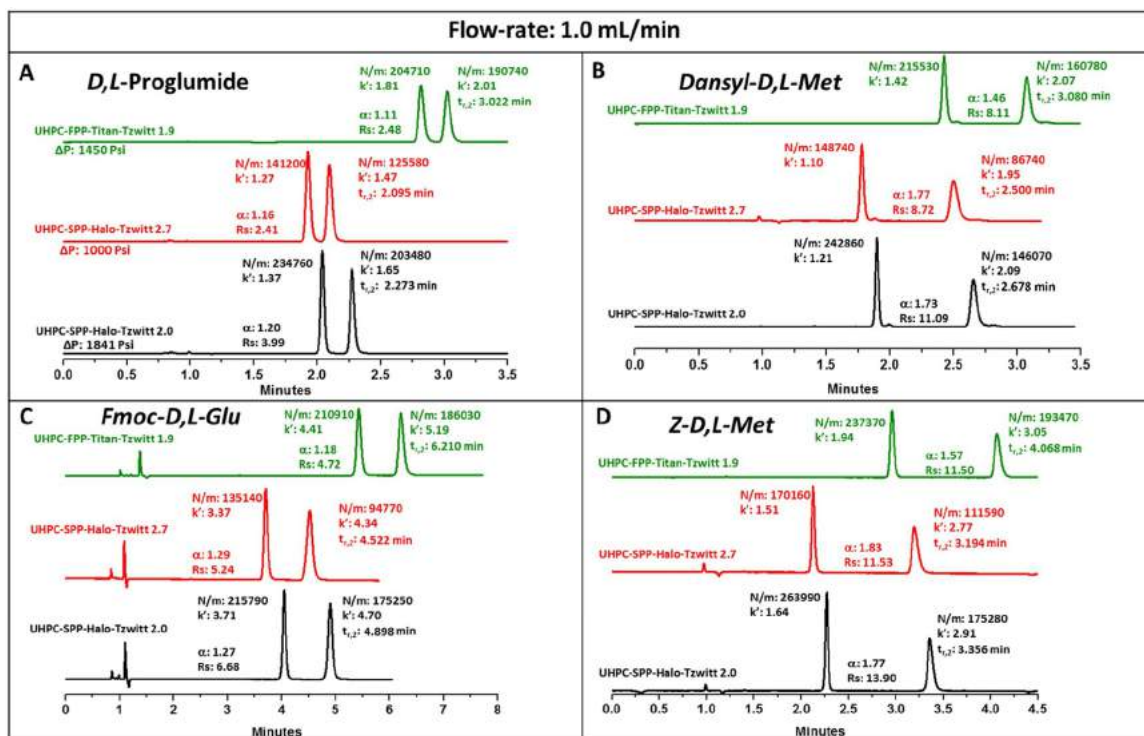 Flow-rate: 1.0 mL/min
A
D,L-Proglumide
N/m: 204710
k': 1.81
N/m: 190740
k': 2.01
tr,2: 3.022 min
α: 1.11
Rs: 2.48
UHPC-FPP-Titan-Tzwitt 1.9
ΔP: 1450 Psi
N/m: 141200
k': 1.27
N/m: 125580
k': 1.47
tr,2: 2.095 min
α: 1.16
Rs: 2.41
UHPC-SPP-Halo-Tzwitt 2.7
ΔP: 1000 Psi
N/m: 234760
k': 1.37
N/m: 203480
k': 1.65
tr,2: 2.273 min
α: 1.20
Rs: 3.99
UHPC-SPP-Halo-Tzwitt 2.0
ΔP: 1841 Psi
0.0 0.5 1.0 1.5 2.0 2.5 3.0 3.5
Minutes
B
Dansyl-D,L-Met
N/m: 215530
k': 1.42
N/m: 160780
k': 2.07
tr,2: 3.080 min
α: 1.46
Rs: 8.11
UHPC-FPP-Titan-Tzwitt 1.9
N/m: 148740
k': 1.10
N/m: 86740
k': 1.95
tr,2: 2.500 min
α: 1.77
Rs: 8.72
UHPC-SPP-Halo-Tzwitt 2.7
N/m: 242860
k': 1.21
N/m: 146070
k': 2.09
tr,2: 2.678 min
α: 1.73
Rs: 11.09
UHPC-SPP-Halo-Tzwitt 2.0
0.0 0.5 1.0 1.5 2.0 2.5 3.0 3.5
Minutes
C
Fmoc-D,L-Glu
N/m: 210910
k': 4.41
N/m: 186030
k': 5.19
tr,2: 6.210 min
α: 1.18
Rs: 4.72
UHPC-FPP-Titan-Tzwitt 1.9
N/m: 135140
k': 3.37
N/m: 94770
k': 4.34
tr,2: 4.522 min
α: 1.29
Rs: 5.24
UHPC-SPP-Halo-Tzwitt 2.7
N/m: 215790
k': 3.71
N/m: 175250
k': 4.70
tr,2: 4.898 min
α: 1.27
Rs: 6.68
UHPC-SPP-Halo-Tzwitt 2.0
0 1 2 3 4 5 6 7 8
Minutes
D
Z-D,L-Met
N/m: 237370
k': 1.94
N/m: 193470
k': 3.05
tr,2: 4.068 min
α: 1.57
Rs: 11.50
UHPC-FPP-Titan-Tzwitt 1.9
N/m: 170160
k': 1.51
N/m: 111590
k': 2.77
tr,2: 3.194 min
α: 1.83
Rs: 11.53
UHPC-SPP-Halo-Tzwitt 2.7
N/m: 263990
k': 1.64
N/m: 175280
k': 2.91
tr,2: 3.356 min
α: 1.77
Rs: 13.90
UHPC-SPP-Halo-Tzwitt 2.0
0.0 0.5 1.0 1.5 2.0 2.5 3.0 3.5 4.0 4.5
Minutes